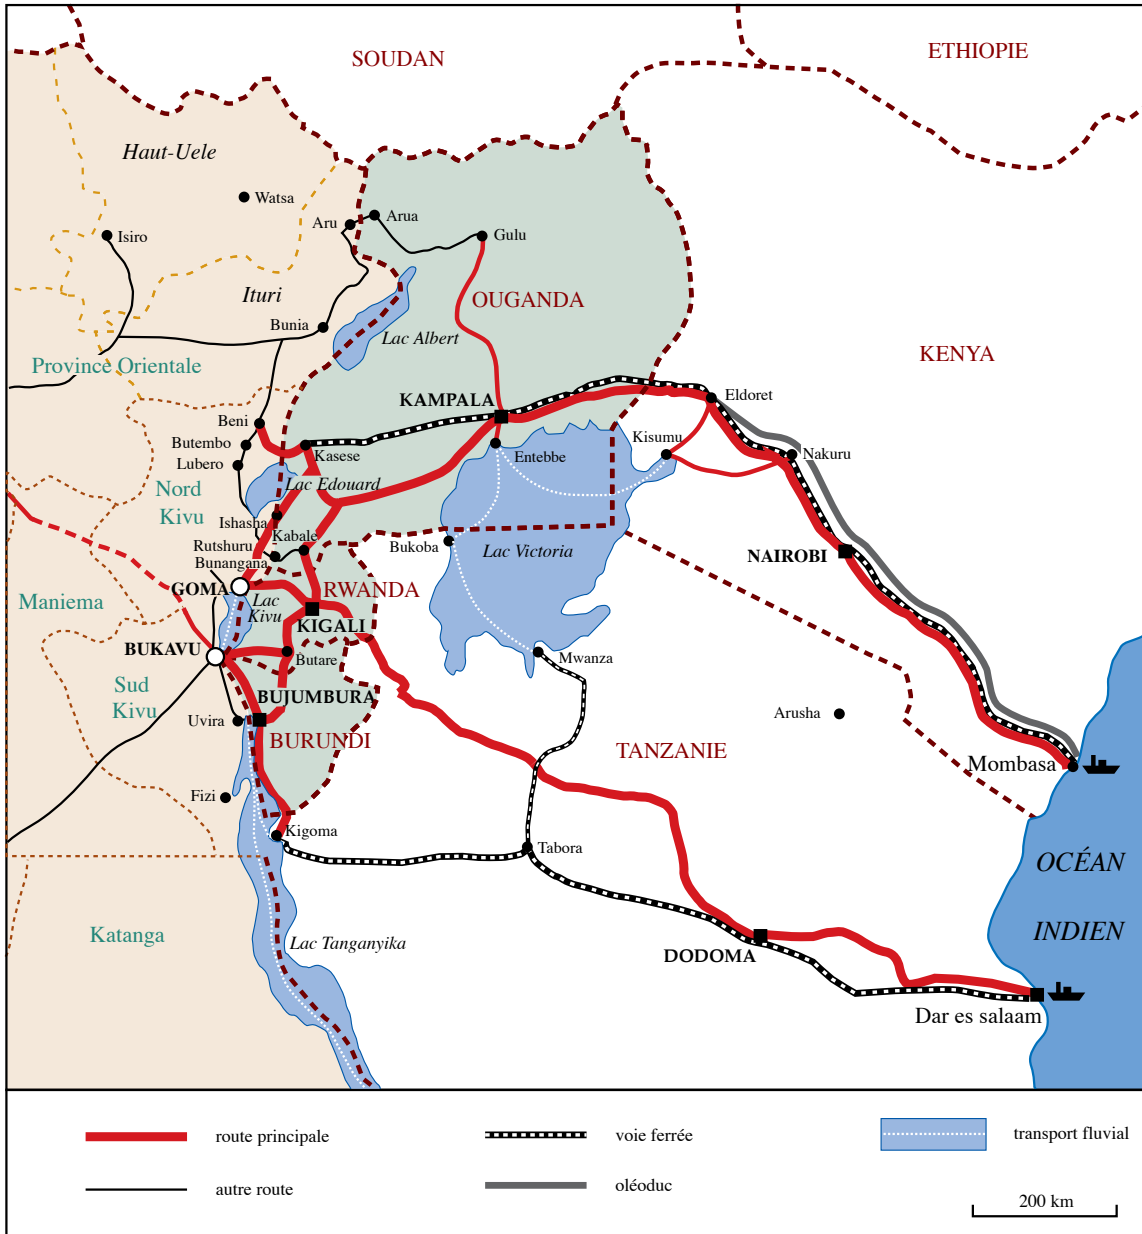 SOUDAN
ETHIOPIE
Haut-Uele
Watsa
Isiro
Aru
Arua
Gulu
Ituri
OUGANDA
Bunia
Lac Albert
KENYA
Province Orientale
KAMPALA
Eldoret
Beni
Butembo
Lubero
Kasese
Entebbe
Kisumu
Nakuru
Lac Edouard
Nord
Kivu
Ishasha
Kabale
Rutshuru
Bunangana
Bukoba
Lac Victoria
NAIROBI
GOMA
Lac
Kivu
RWANDA
Maniema
KIGALI
BUKAVU
Butare
Mwanza
Sud
Kivu
BUJUMBURA
Uvira
BURUNDI
Arusha
TANZANIE
Mombasa
Fizi
Kigoma
Tabora
OCÉAN
INDIEN
Katanga
Lac Tanganyika
DODOMA
Dar es salaam
route principale
voie ferrée
transport fluvial
autre route
oléoduc
200 km